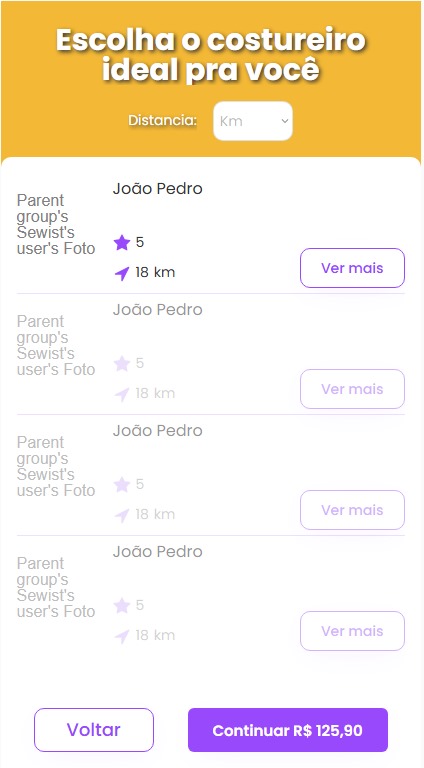 Escolha o costureiro
ideal pra você
Distancia: Km
João Pedro
Parent
group's
Sewist's
user's Foto
5
18 km
Ver mais
João Pedro
Parent
group's
Sewist's
user's Foto
5
18 km
Ver mais
João Pedro
Parent
group's
Sewist's
user's Foto
5
18 km
Ver mais
João Pedro
Parent
group's
Sewist's
user's Foto
5
18 km
Ver mais
Voltar
Continuar R$ 125,90